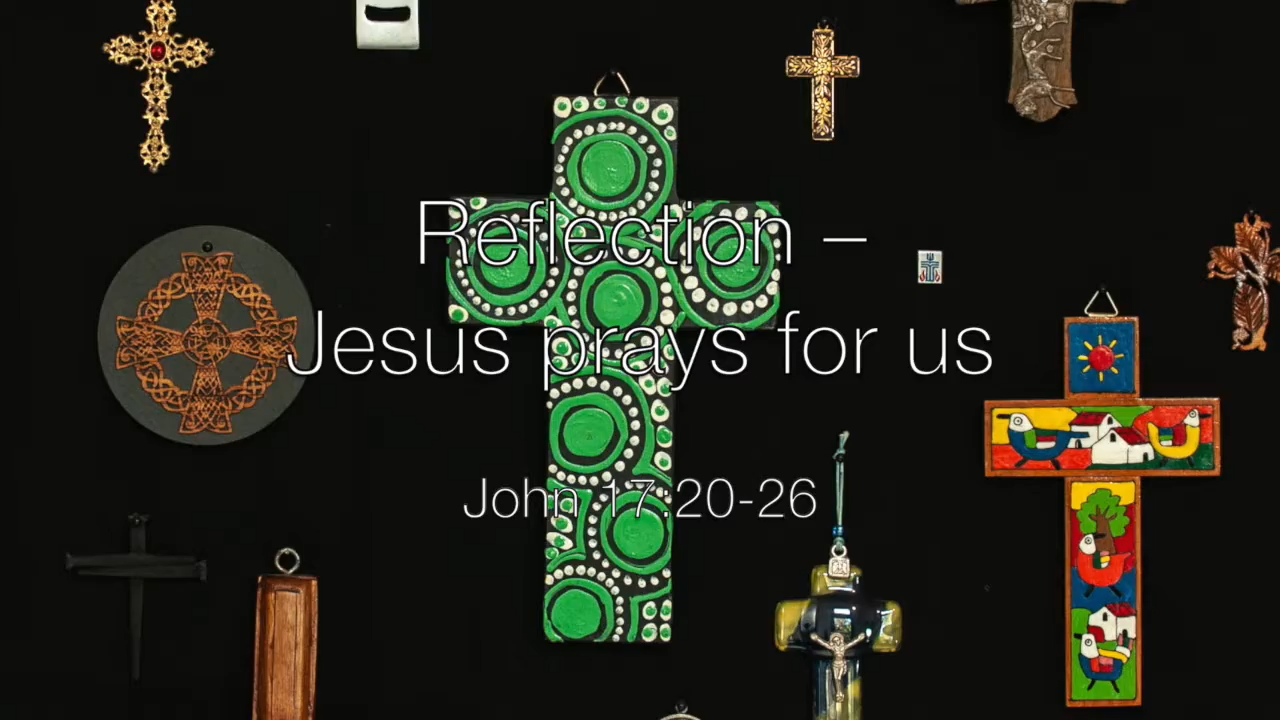 Reflection –
Jesus prays for us
John 17:20-26